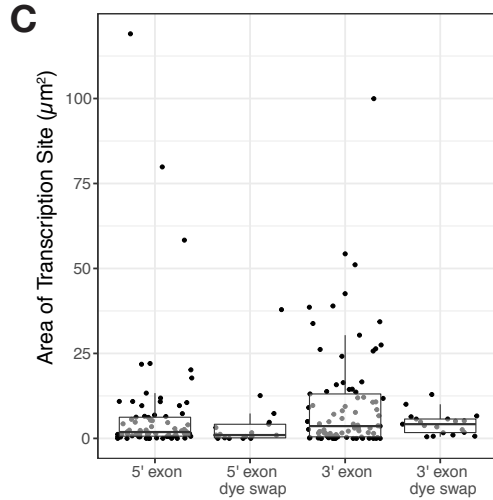 C
Area of Transcription Site (µm²)
100
75
50
25
0
5' exon
5' exon
dye swap
3' exon
3' exon
dye swap